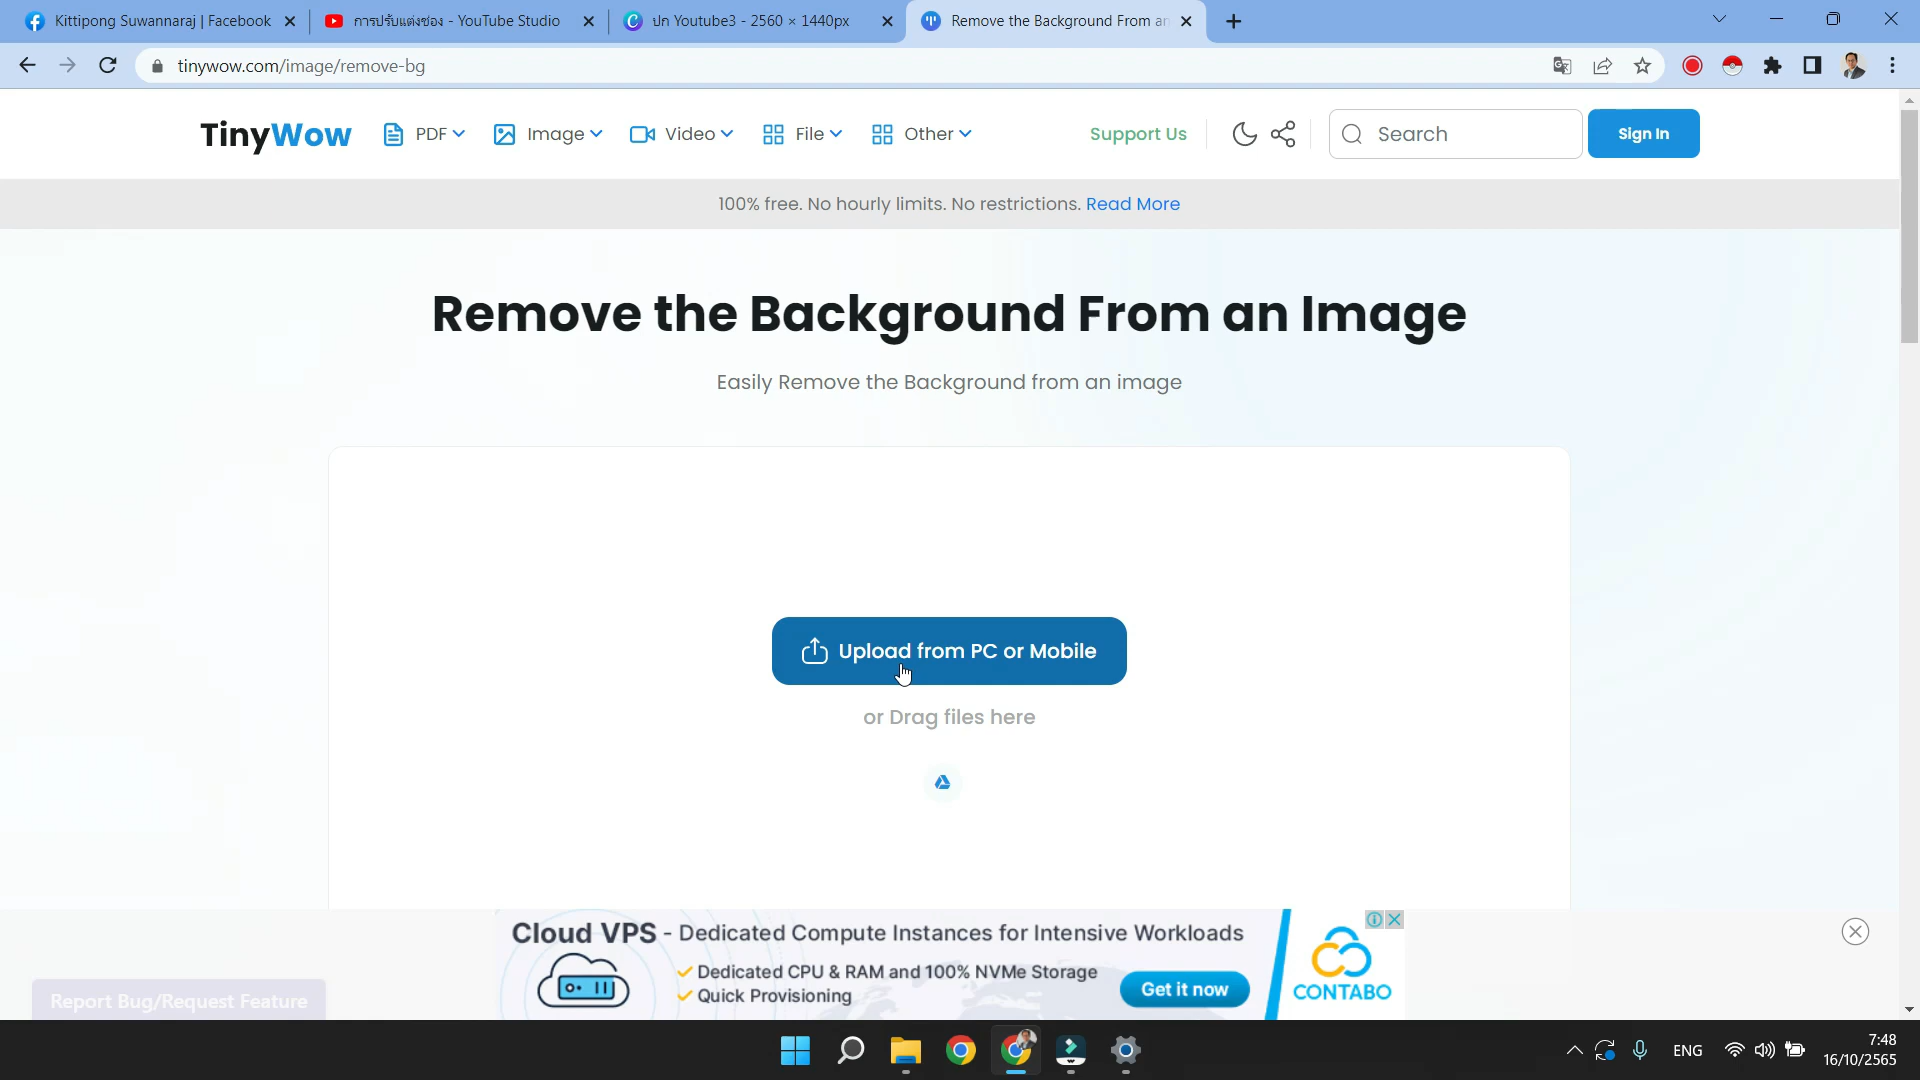 Kittipong Suwannaraj | Facebook
การปรับแต่งช่อง - YouTube Studio
ปก Youtube3 - 2560 × 1440px
Remove the Background From an
tinywow.com/image/remove-bg
TinyWow
PDF
Image
Video
File
Other
Support Us
Search
Sign In
100% free. No hourly limits. No restrictions. Read More
Remove the Background From an Image
Easily Remove the Background from an image
Upload from PC or Mobile
or Drag files here
Cloud VPS - Dedicated Compute Instances for Intensive Workloads
Dedicated CPU & RAM and 100% NVMe Storage
Quick Provisioning
Get it now
CONTABO
Report Bug/Request Feature
ENG
7:48
16/10/2565